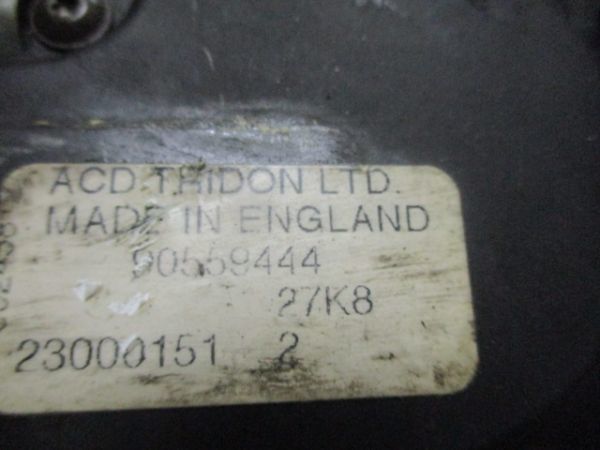 ACD TRIDON LTD.
MADE IN ENGLAND
90559444
27K8
23000151 2